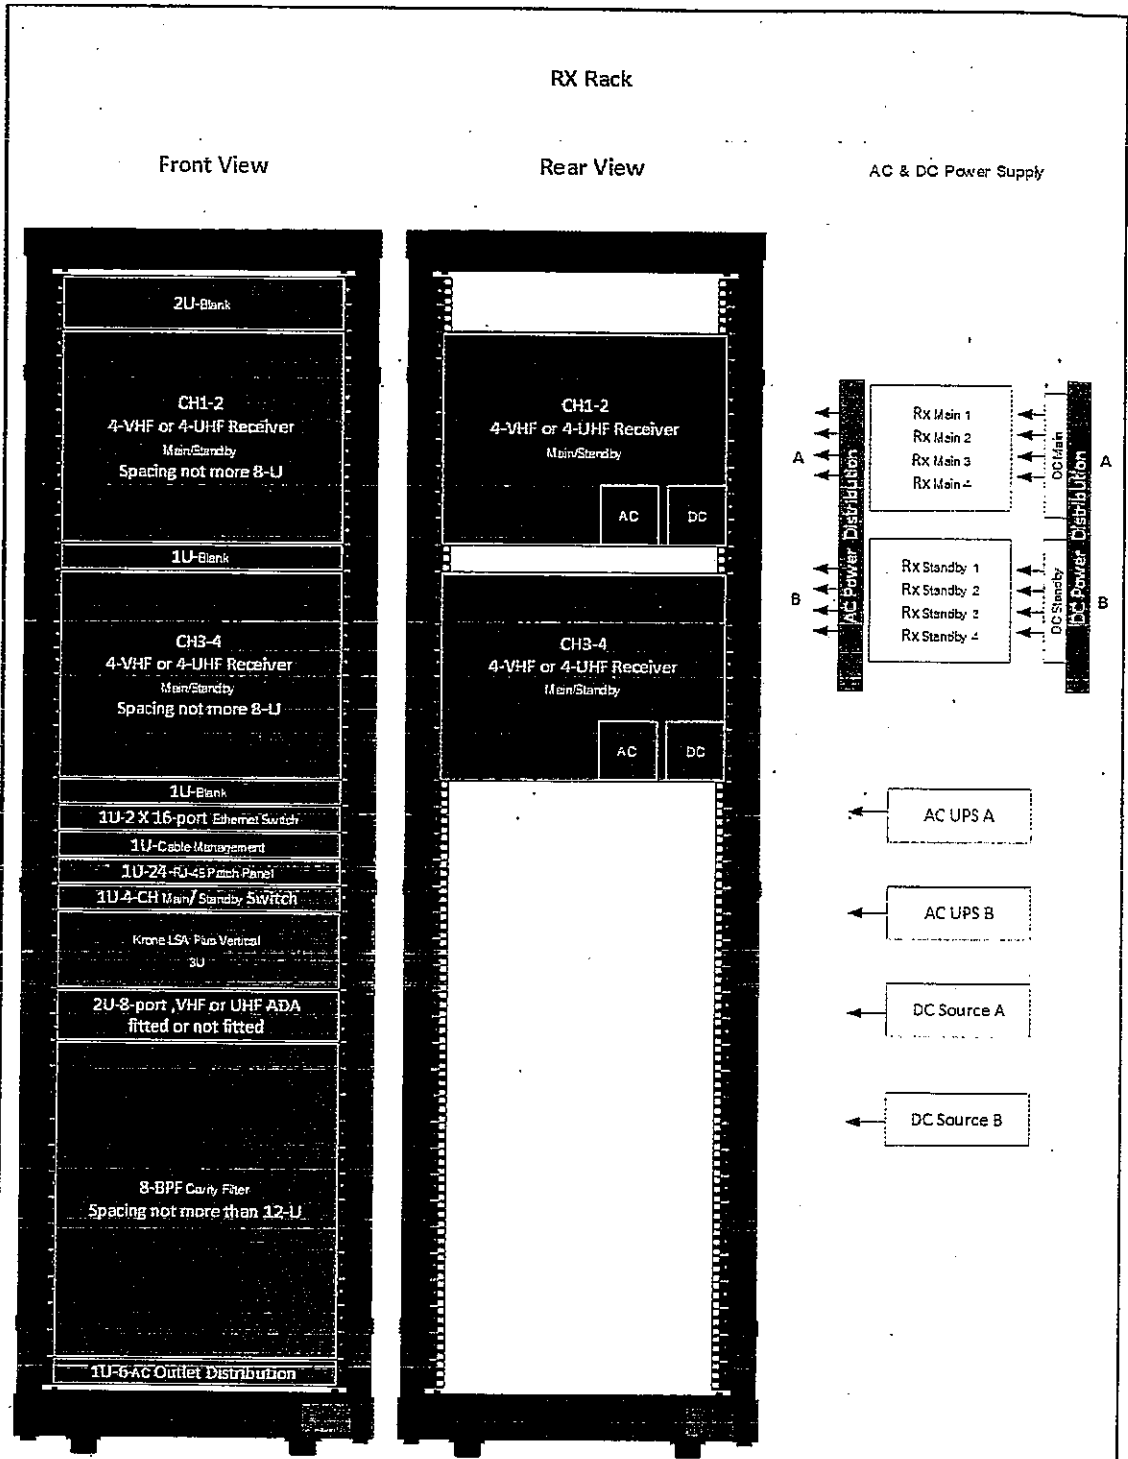 RX Rack
Front View
Rear View
AC & DC Power Supply
2U-Blank
CH1-2
4-VHF or 4-UHF Receiver
Main/Standby
Spacing not more 8-U
1U-Blank
CH3-4
4-VHF or 4-UHF Receiver
Main/Standby
Spacing not more 8-U
1U-Blank
1U-2 X 16-port Ethernet Switch
1U-Cable Management
1U-24-RJ-45 Patch Panel
1U-4-CH Main/ Standby Switch
Krone LSA Plus Vertical
3U
2U-8-port ,VHF or UHF ADA
fitted or not fitted
8-BPF Cavity Filter
Spacing not more than 12-U
1U-6-AC Outlet Distribution
CH1-2
4-VHF or 4-UHF Receiver
Main/Standby
AC
DC
CH3-4
4-VHF or 4-UHF Receiver
Main/Standby
AC
DC
A
B
AC Power Distribution
Rx Main 1
Rx Main 2
Rx Main 3
Rx Main 4
Rx Standby 1
Rx Standby 2
Rx Standby 3
Rx Standby 4
DC Main
DC Standby
DC Power Distribution
A
B
AC UPS A
AC UPS B
DC Source A
DC Source B